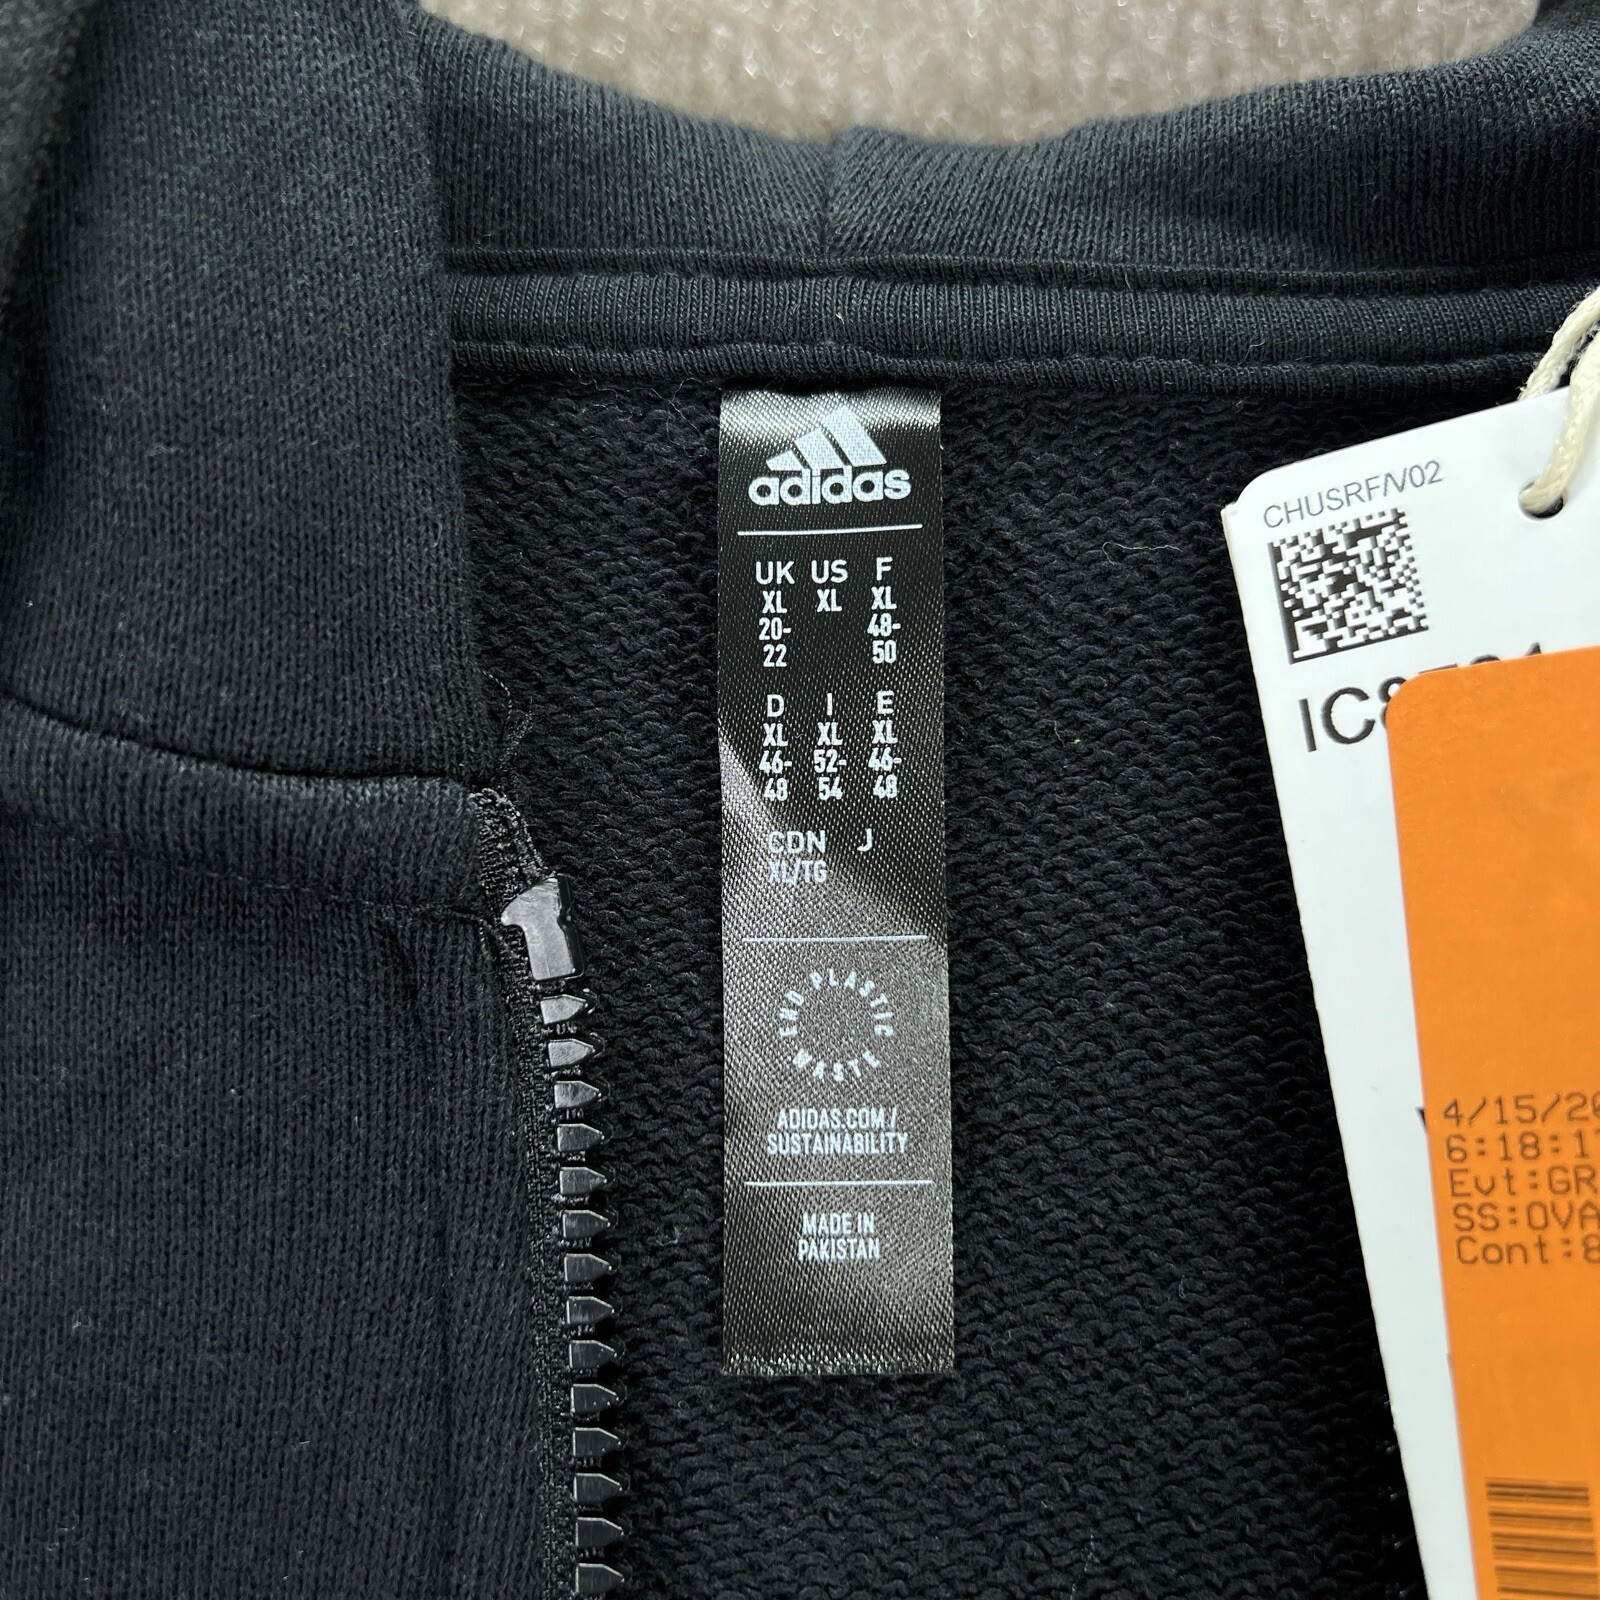 adidas
UK US F
XL XL XL
20- 48-
22 50
D I E
XL XL XL
46- 52- 46-
48 54 48
CDN J
XL/TG
END PLASTIC WASTE
ADIDAS.COM/
SUSTAINABILITY
MADE IN
PAKISTAN
CHUSRF/V02
4/15/20
6:18:1
Evt:GR
SS:OVA
Cont:8